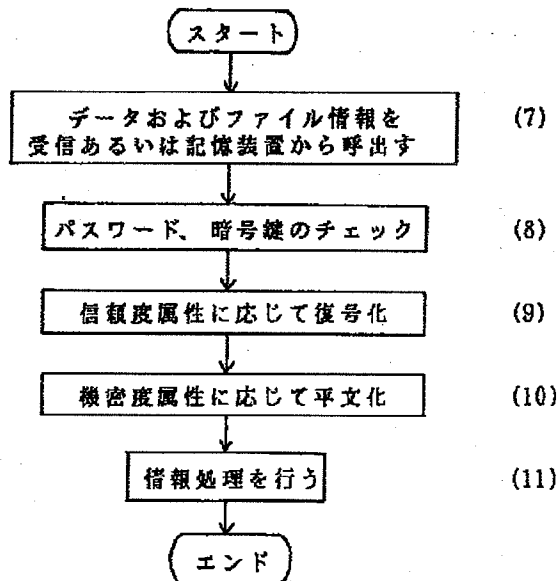 スタート
データおよびファイル情報を (7)
受信あるいは記憶装置から呼出す
パスワード、暗号鍵のチェック (8)
信頼度属性に応じて復号化 (9)
機密度属性に応じて平文化 (10)
情報処理を行う (11)
エンド